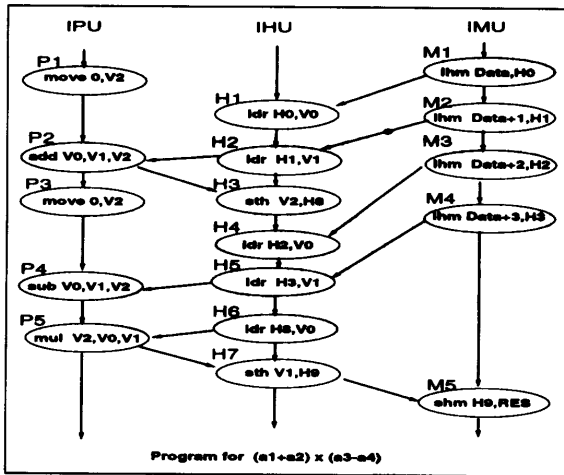 IPU IHU IMU
P1 M1
move 0,V2 lhm Data,H0
H1 M2
ldr H0,V0 lhm Data+1,H1
P2 H2 M3
add V0,V1,V2 ldr H1,V1 lhm Data+2,H2
P3 H3 M4
move 0,V2 sth V2,H8 lhm Data+3,H3
H4
ldr H2,V0
P4 H5
sub V0,V1,V2 ldr H3,V1
P5 H6
mul V2,V0,V1 ldr H8,V0
H7
sth V1,H9
M5
shm H9,RES
Program for (a1+a2) x (a3-a4)